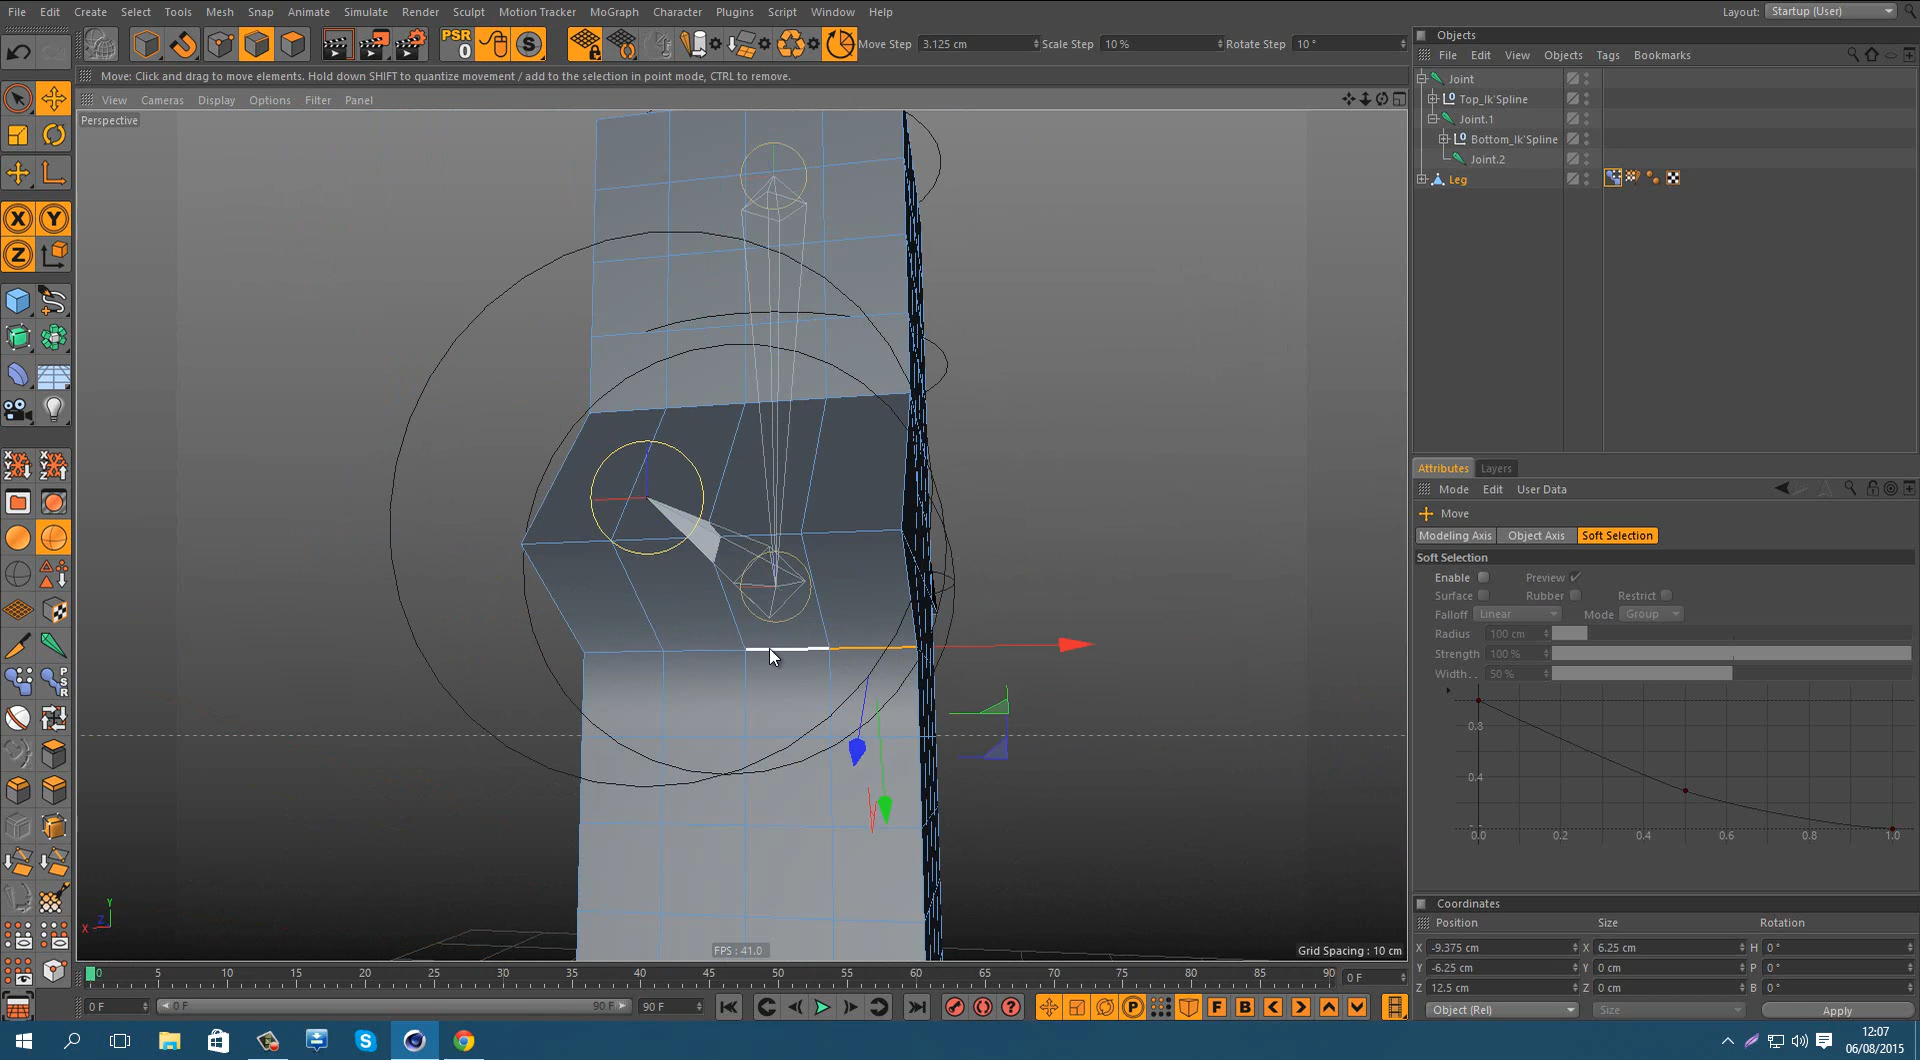 File Edit Create Select Tools Mesh Snap Animate Simulate Render Sculpt Motion Tracker MoGraph Character Plugins Script Window Help
Layout: Startup (User)
PSR
0
Move Step 3.125 cm Scale Step 10 % Rotate Step 10 °
Move: Click and drag to move elements. Hold down SHIFT to quantize movement / add to the selection in point mode, CTRL to remove.
View Cameras Display Options Filter Panel
Perspective
Objects
File Edit View Objects Tags Bookmarks
Joint
Top_Ik`Spline
Joint.1
Bottom_Ik`Spline
Joint.2
Leg
Attributes Layers
Mode Edit User Data
Move
Modeling Axis Object Axis Soft Selection
Soft Selection
Enable Preview
Surface Rubber Restrict
Falloff Linear Mode Group
Radius 100 cm
Strength 100 %
Width. . 50 %
0.8
0.4
0.0 0.2 0.4 0.6 0.8 1.0
Coordinates
Position Size Rotation
X -9.375 cm X 6.25 cm H 0 °
Y -6.25 cm Y 0 cm P 0 °
Z 12.5 cm Z 0 cm B 0 °
Object (Rel) Size Apply
X Y
Z
Y
Z
X
FPS : 41.0
Grid Spacing : 10 cm
0 5 10 15 20 25 30 35 40 45 50 55 60 65 70 75 80 85 90 0 F
0 F 0 F 90 F 90 F
P F B
12:07
06/08/2015